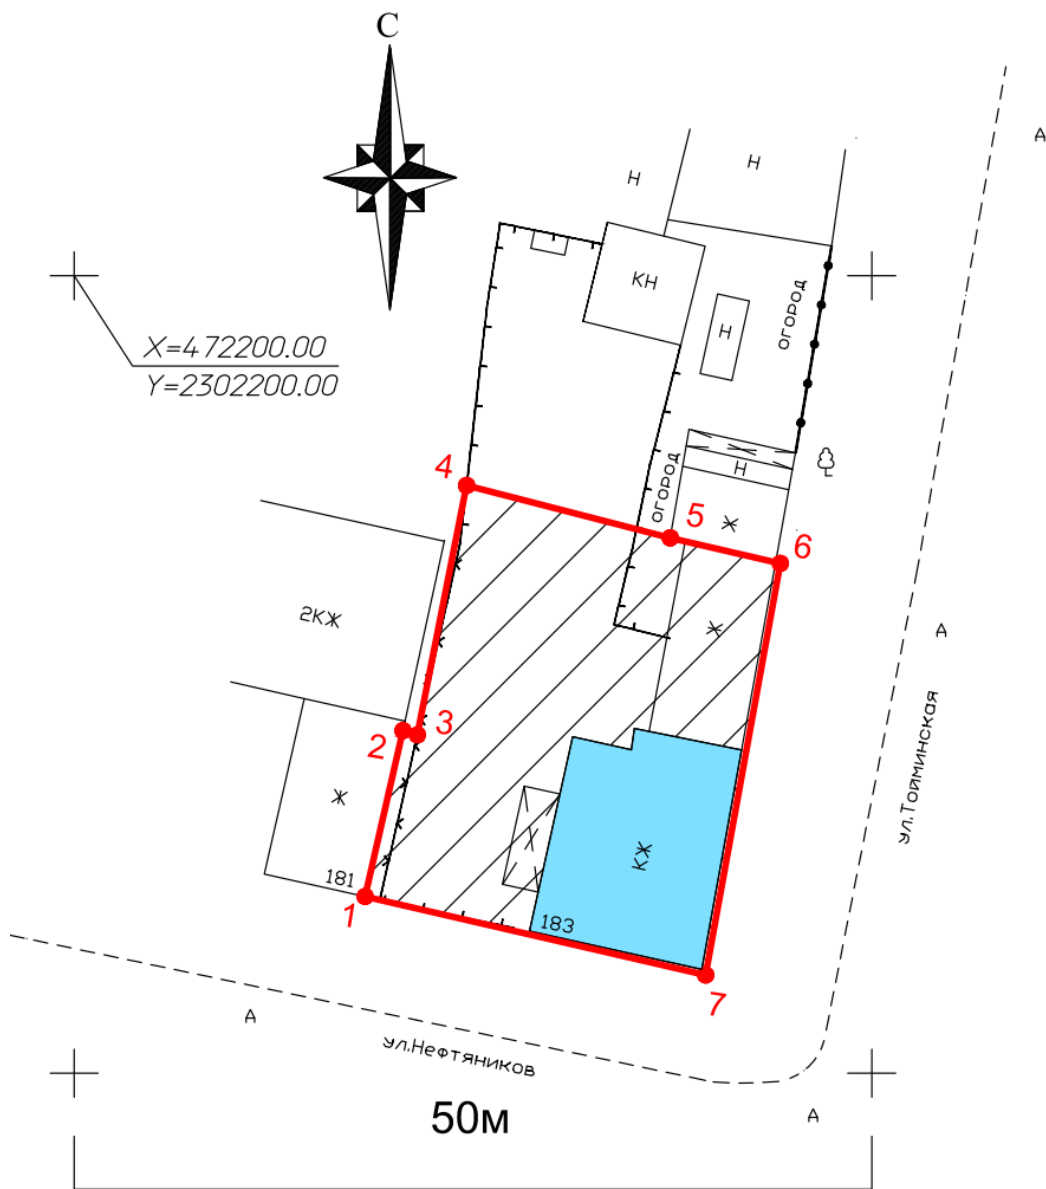 С
А
Н
Н
КН
ОГОРОД
Н
X=472200.00
Y=2302200.00
4
ОГОРОД
Н
5
Ж
6
2КЖ
Ж
А
2
3
ул.Тойминская
Ж
КЖ
181
1
183
7
А
ул.Нефтяников
50м
А